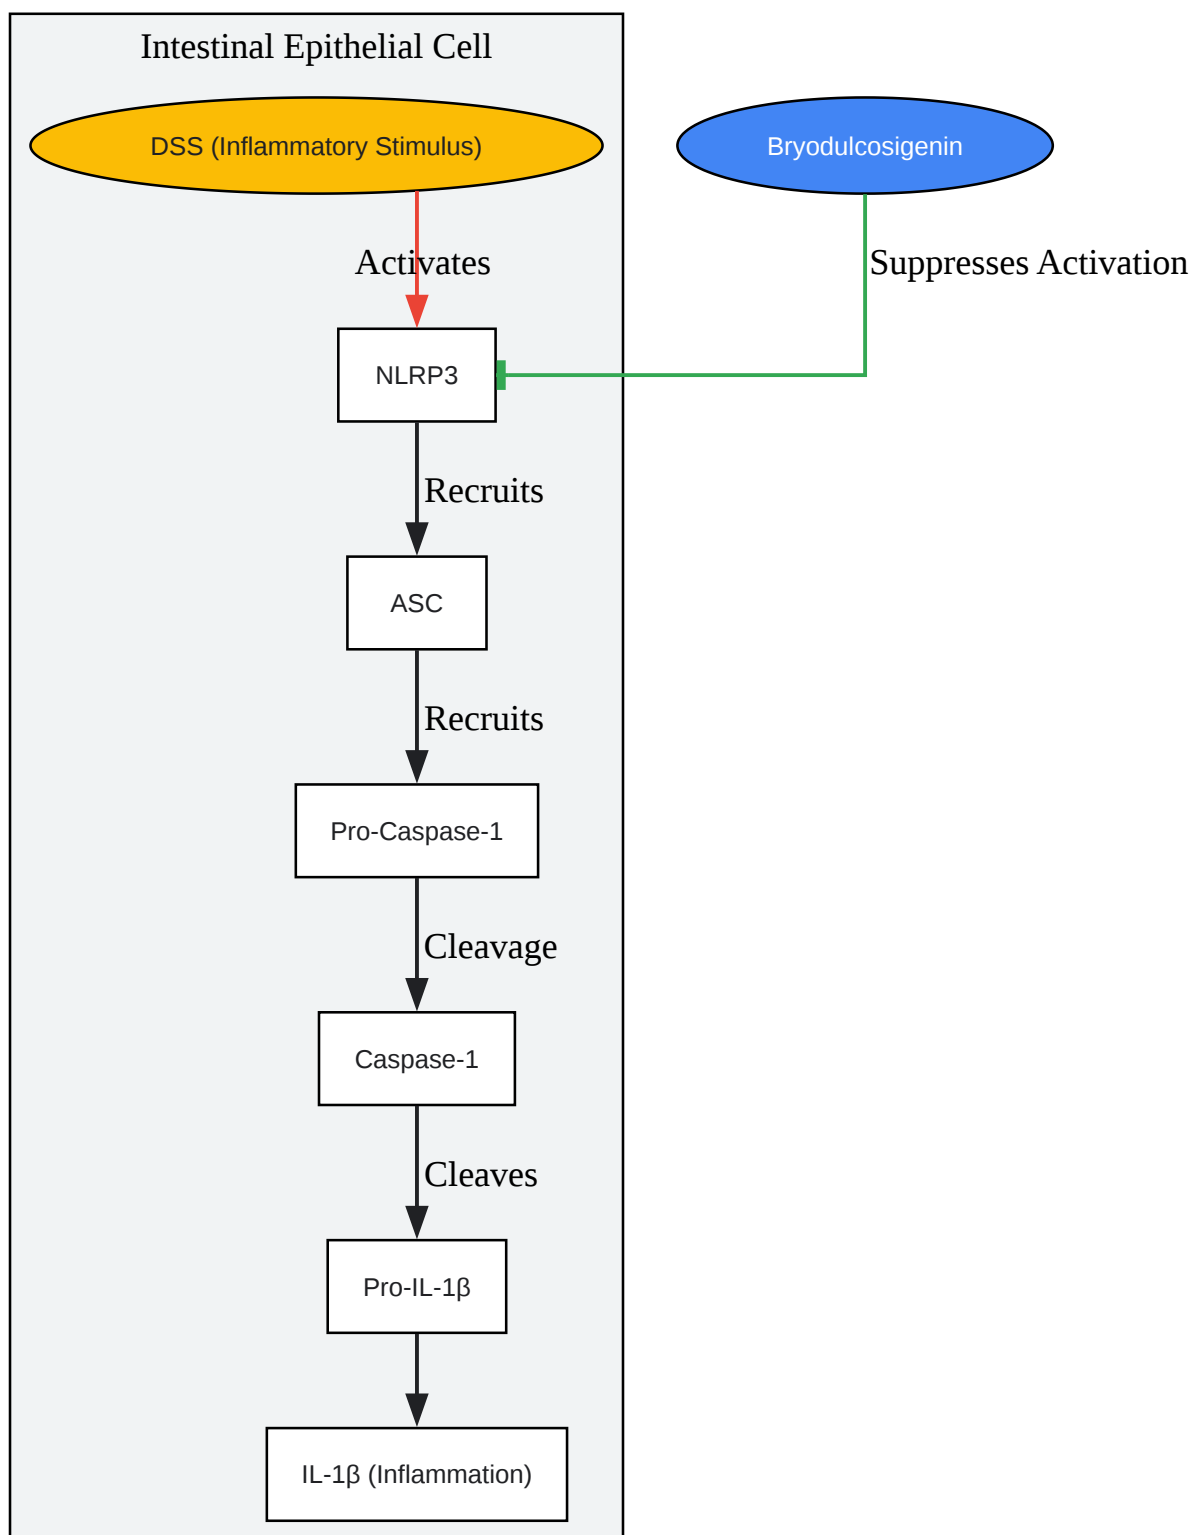 Intestinal Epithelial Cell
DSS (Inflammatory Stimulus)
Bryodulcosigenin
Activates
Suppresses Activation
NLRP3
Recruits
ASC
Recruits
Pro-Caspase-1
Cleavage
Caspase-1
Cleaves
Pro-IL-1β
IL-1β (Inflammation)